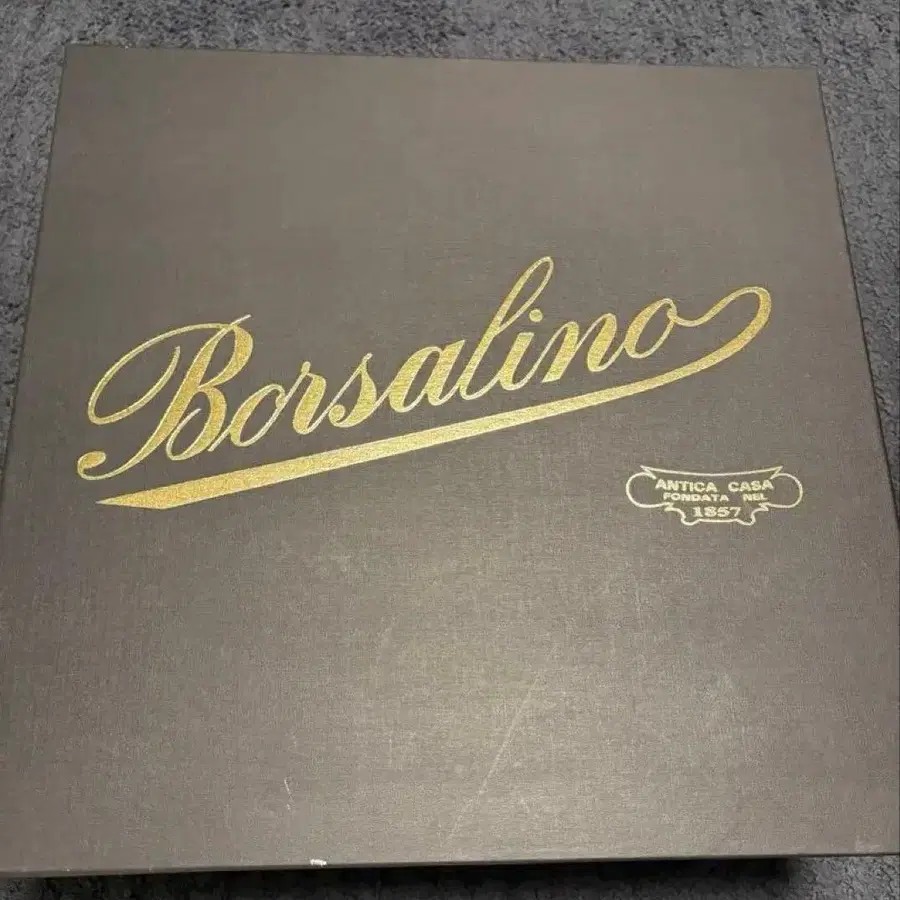 Borsalino
ANTICA CASA
FONDATA NEL
1857